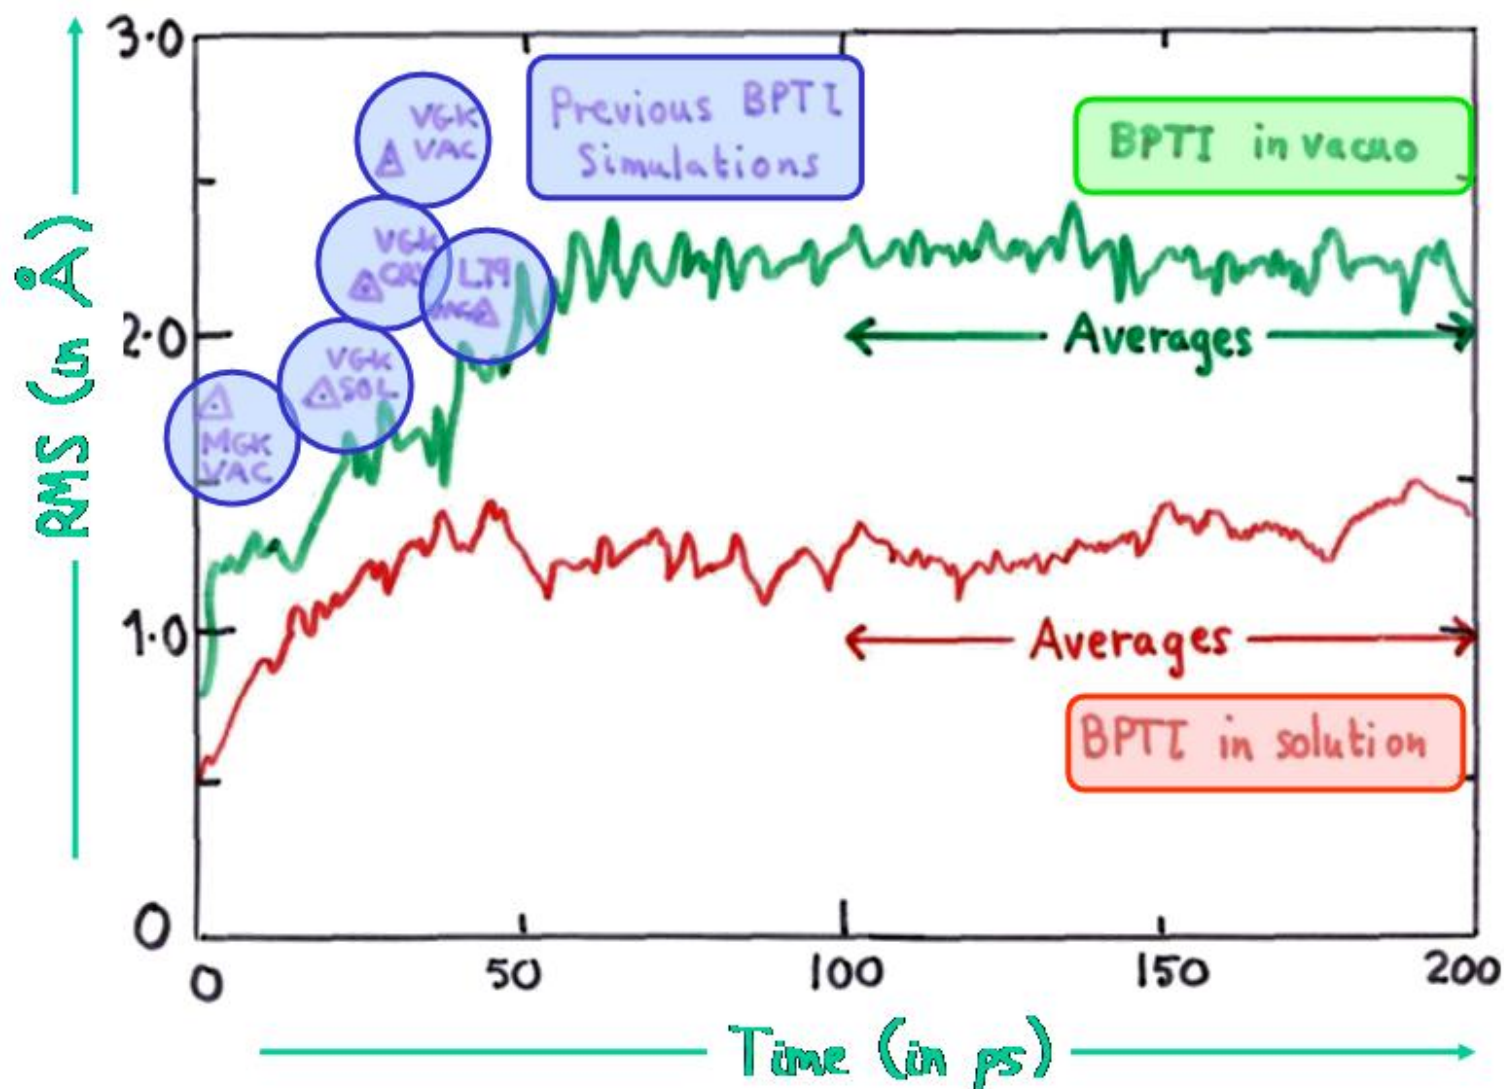 3.0
2.0
1.0
0
RMS (in Å)
VGK
VAC
Previous BPTI
Simulations
BPTI in vacuo
VGK
L79
VGK
SOL
MGK
VAC
Averages
Averages
BPTI in solution
0
50
100
150
200
Time (in ps)